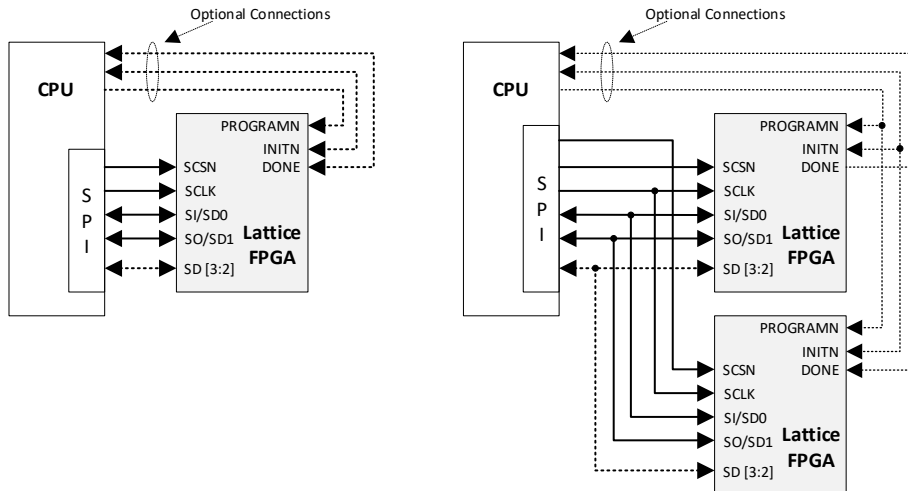 Optional Connections
CPU
PROGRAMN
INITN
DONE
SCSN
SCLK
SI/SD0
SO/SD1
SD [3:2]
Lattice
FPGA
S
P
I
Optional Connections
CPU
PROGRAMN
INITN
DONE
SCSN
SCLK
SI/SD0
SO/SD1
SD [3:2]
Lattice
FPGA
S
P
I
PROGRAMN
INITN
DONE
SCSN
SCLK
SI/SD0
SO/SD1
SD [3:2]
Lattice
FPGA